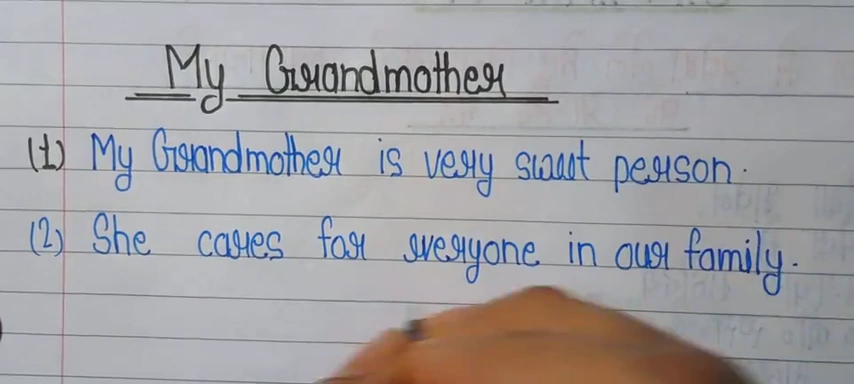 My Grandmother
(1) My Grandmother is very sweet person.
(2) She cares for everyone in our family.